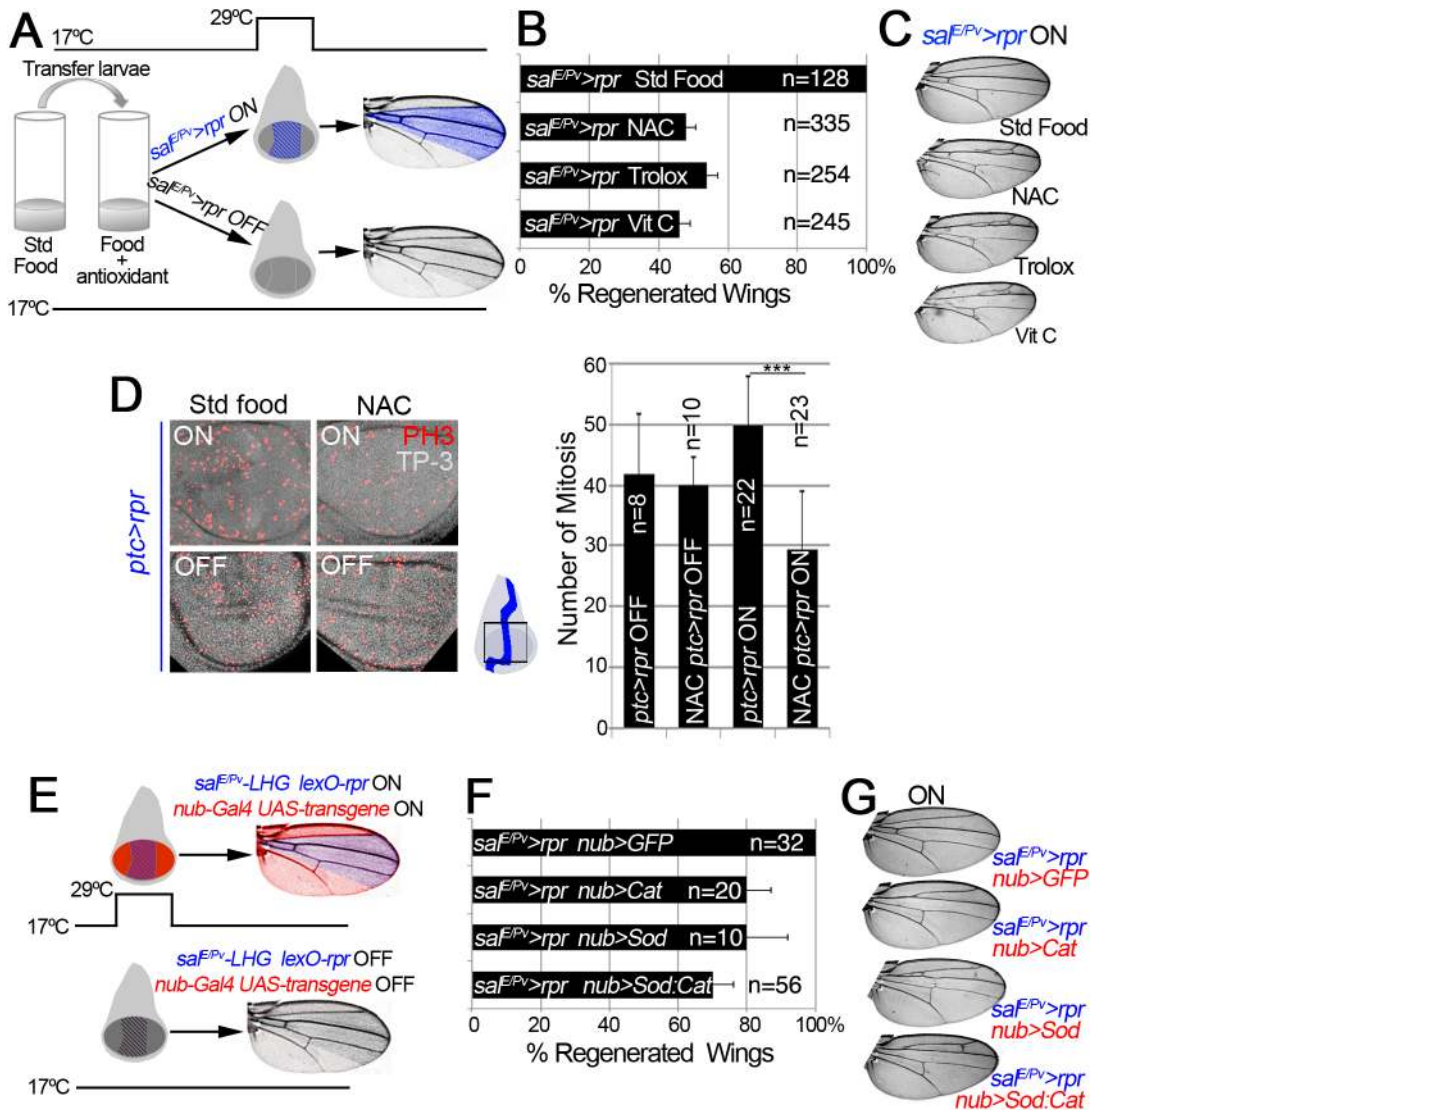 A
17ºC
29ºC
Transfer larvae
Std
Food
Food
+
antioxidant
salE/Pv>rpr ON
salE/Pv>rpr OFF
17ºC
B
salE/Pv>rpr Std Food n=128
salE/Pv>rpr NAC n=335
salE/Pv>rpr Trolox n=254
salE/Pv>rpr Vit C n=245
0 20 40 60 80 100%
% Regenerated Wings
C
salE/Pv>rpr ON
Std Food
NAC
Trolox
Vit C
D
Std food NAC
ptc>rpr
ON
ON PH3
TP-3
OFF
OFF
Number of Mitosis
60
50
40
30
20
10
0
ptc>rpr OFF n=8
NAC ptc>rpr OFF n=10
ptc>rpr ON n=22
NAC ptc>rpr ON n=23
***
E
salE/Pv-LHG lexO-rpr ON
nub-Gal4 UAS-transgene ON
29ºC
17ºC
salE/Pv-LHG lexO-rpr OFF
nub-Gal4 UAS-transgene OFF
17ºC
F
salE/Pv>rpr nub>GFP n=32
salE/Pv>rpr nub>Cat n=20
salE/Pv>rpr nub>Sod n=10
salE/Pv>rpr nub>Sod:Cat n=56
0 20 40 60 80 100%
% Regenerated Wings
G
ON
salE/Pv>rpr
nub>GFP
salE/Pv>rpr
nub>Cat
salE/Pv>rpr
nub>Sod
salE/Pv>rpr
nub>Sod:Cat